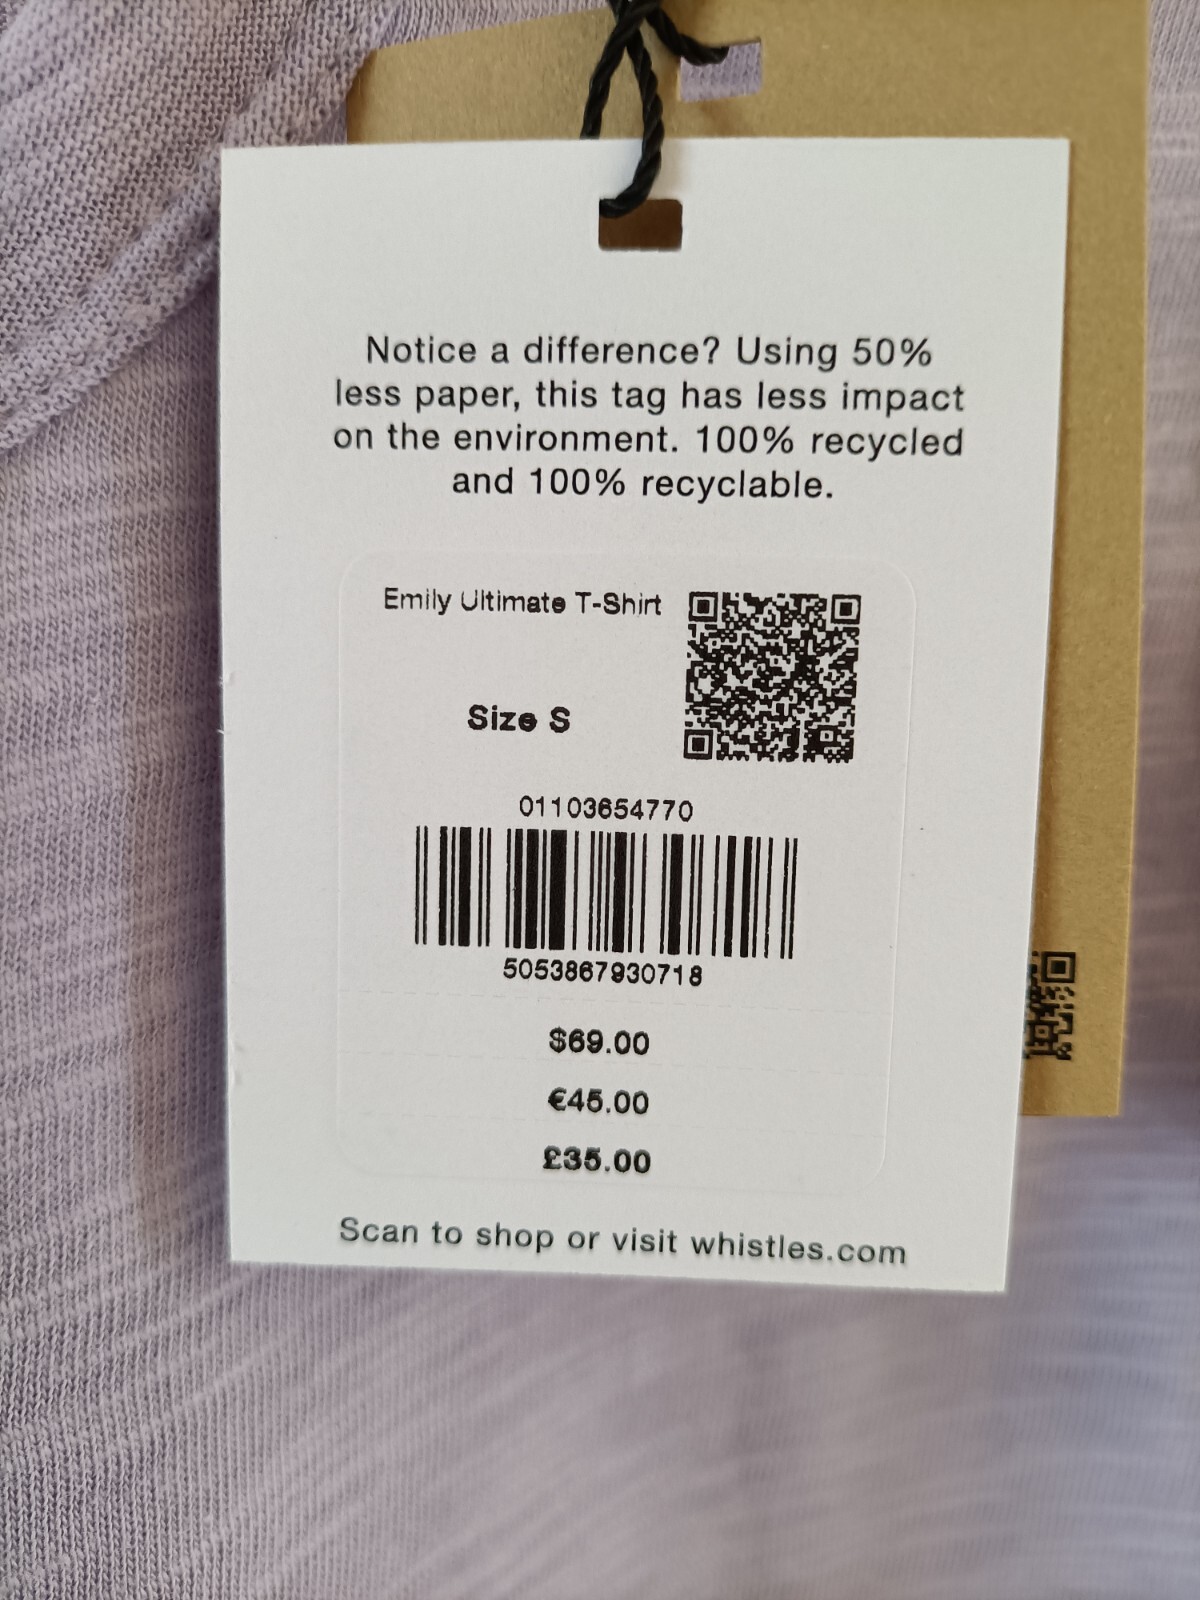 Notice a difference? Using 50%
less paper, this tag has less impact
on the environment. 100% recycled
and 100% recyclable.
Emily Ultimate T-Shirt
Size S
01103654770
5053867930718
$69.00
€45.00
£35.00
Scan to shop or visit whistles.com